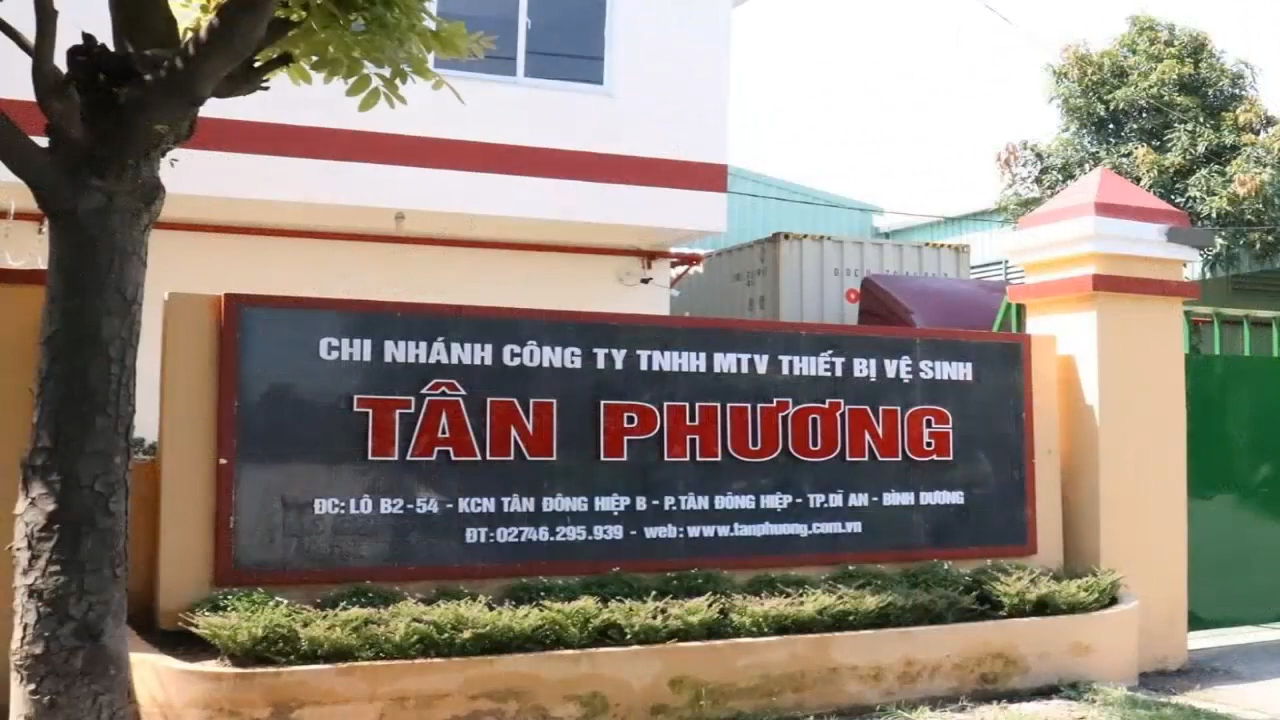 CHI NHÁNH CÔNG TY TNHH MTV THIẾT BỊ VỆ SINH
TÂN PHƯƠNG
ĐC: LÔ B2-54 - KCN TÂN ĐÔNG HIỆP B - P.TÂN ĐÔNG HIỆP - TP.DĨ AN - BÌNH DƯƠNG
ĐT:02746.295.939 - web: www.tanphuong.com.vn